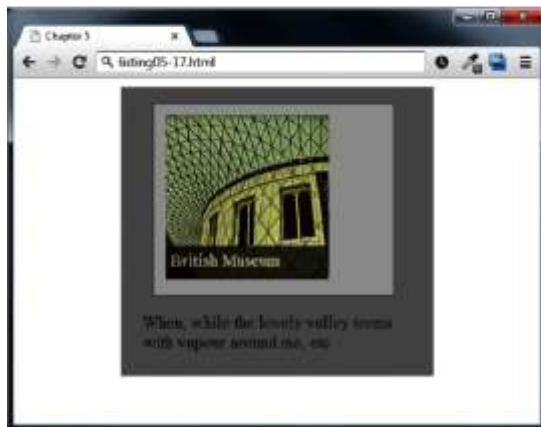 Chapter 5
listing05-17.html
British Museum
When, while the lovely valley teems
with vapour around me, etc